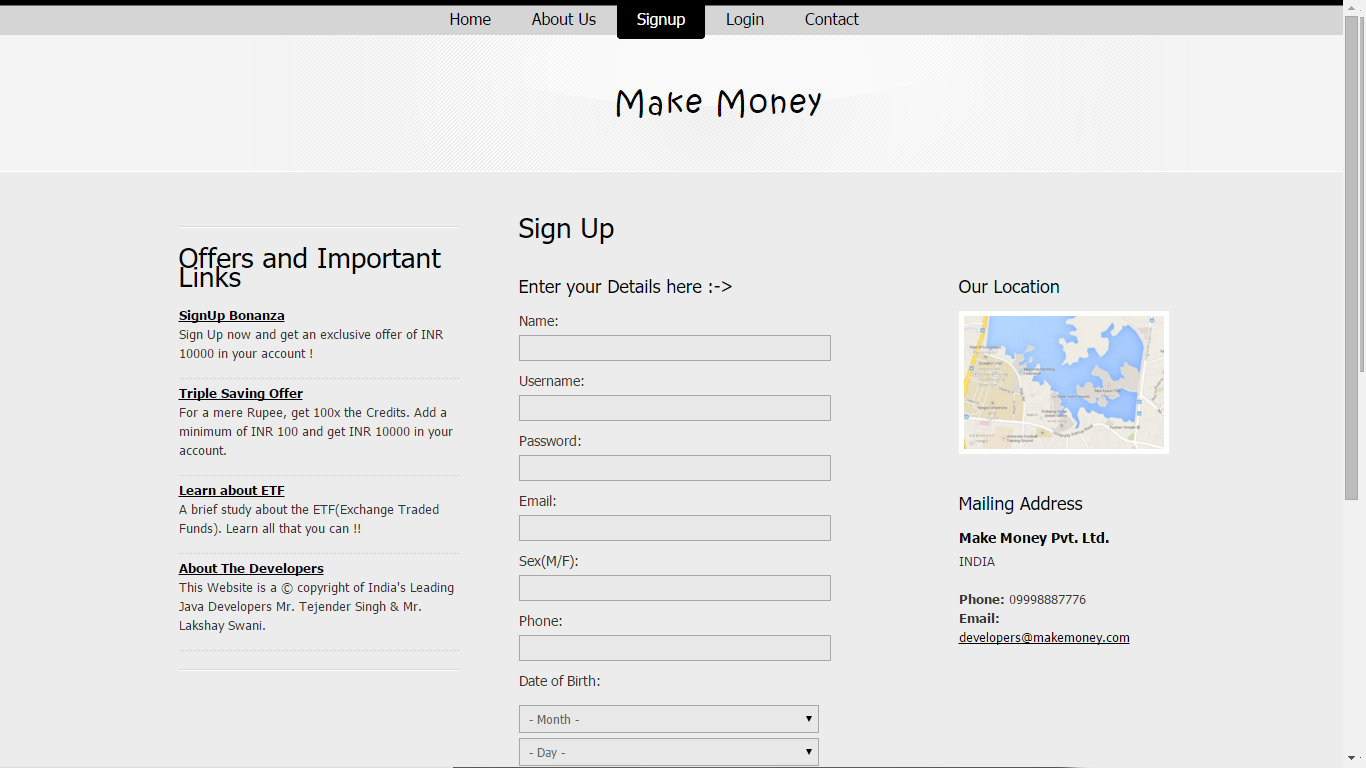 Home About Us Signup Login Contact
Make Money
Offers and Important
Links
SignUp Bonanza
Sign Up now and get an exclusive offer of INR
10000 in your account !
Triple Saving Offer
For a mere Rupee, get 100x the Credits. Add a
minimum of INR 100 and get INR 10000 in your
account.
Learn about ETF
A brief study about the ETF(Exchange Traded
Funds). Learn all that you can !!
About The Developers
This Website is a © copyright of India's Leading
Java Developers Mr. Tejender Singh & Mr.
Lakshay Swani.
Sign Up
Enter your Details here :->
Name:
Username:
Password:
Email:
Sex(M/F):
Phone:
Date of Birth:
- Month -
- Day -
Our Location
Mailing Address
Make Money Pvt. Ltd.
INDIA
Phone: 09998887776
Email:
developers@makemoney.com